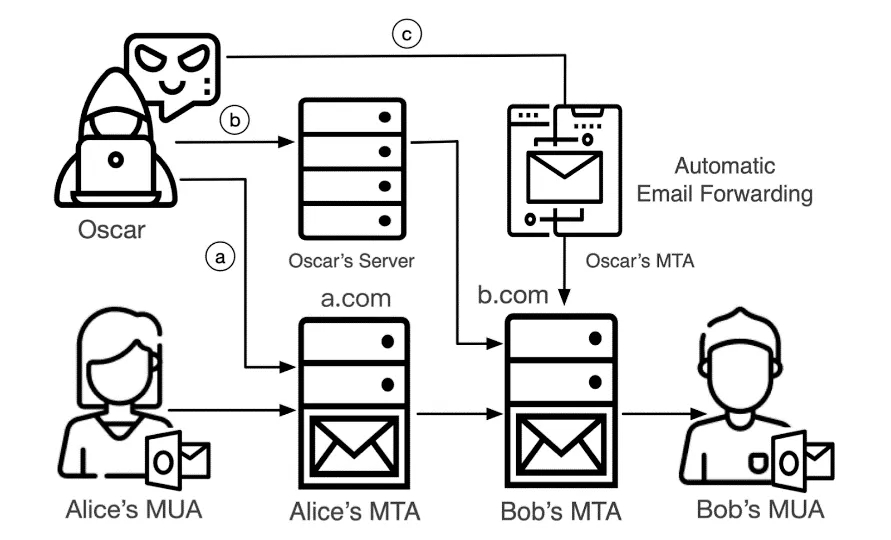 c
b
Automatic
Email Forwarding
Oscar
a
Oscar's Server
Oscar's MTA
a.com
b.com
Alice's MUA
Alice's MTA
Bob's MTA
Bob's MUA